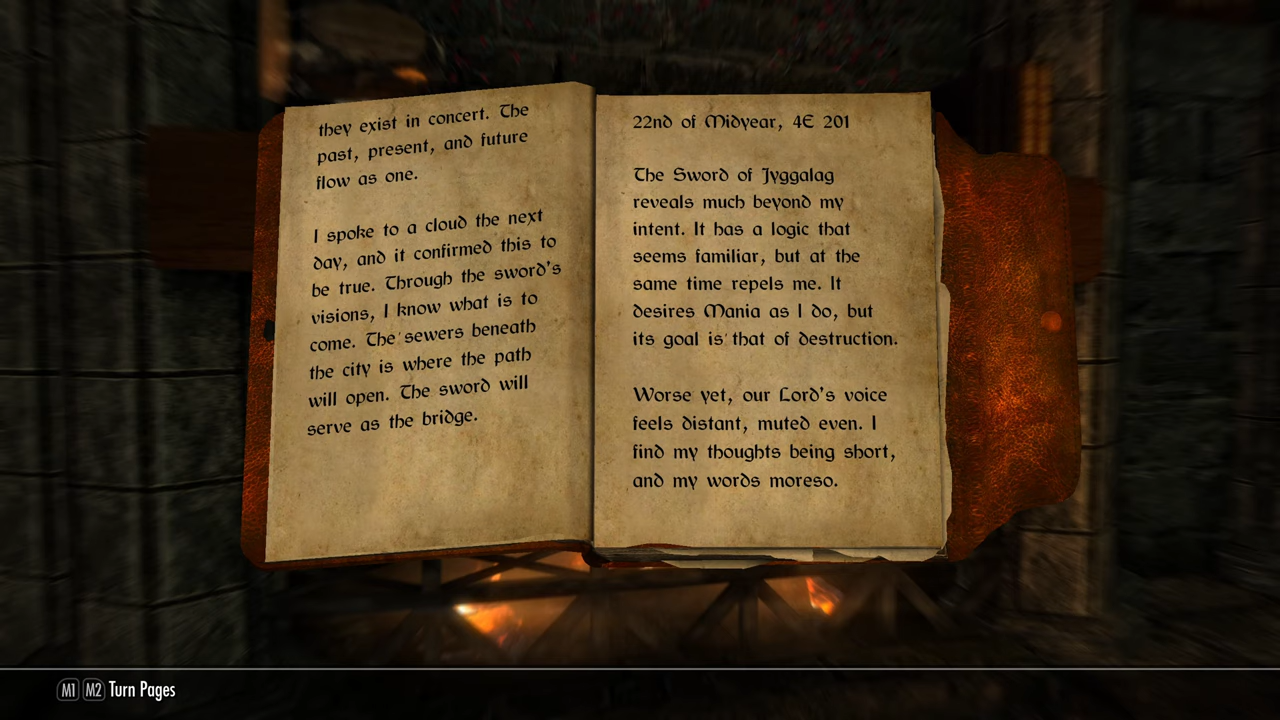 they exist in concert. The
past, present, and future
flow as one.
I spoke to a cloud the next
day, and it confirmed this to
be true. Through the sword's
visions, I know what is to
come. The sewers beneath
the city is where the path
will open. The sword will
serve as the bridge.
22nd of Midyear, 4E 201
The Sword of Jyggalag
reveals much beyond my
intent. It has a logic that
seems familiar, but at the
same time repels me. It
desires Mania as I do, but
its goal is that of destruction.
Worse yet, our Lord's voice
feels distant, muted even. I
find my thoughts being short,
and my words moreso.
M1 M2 Turn Pages